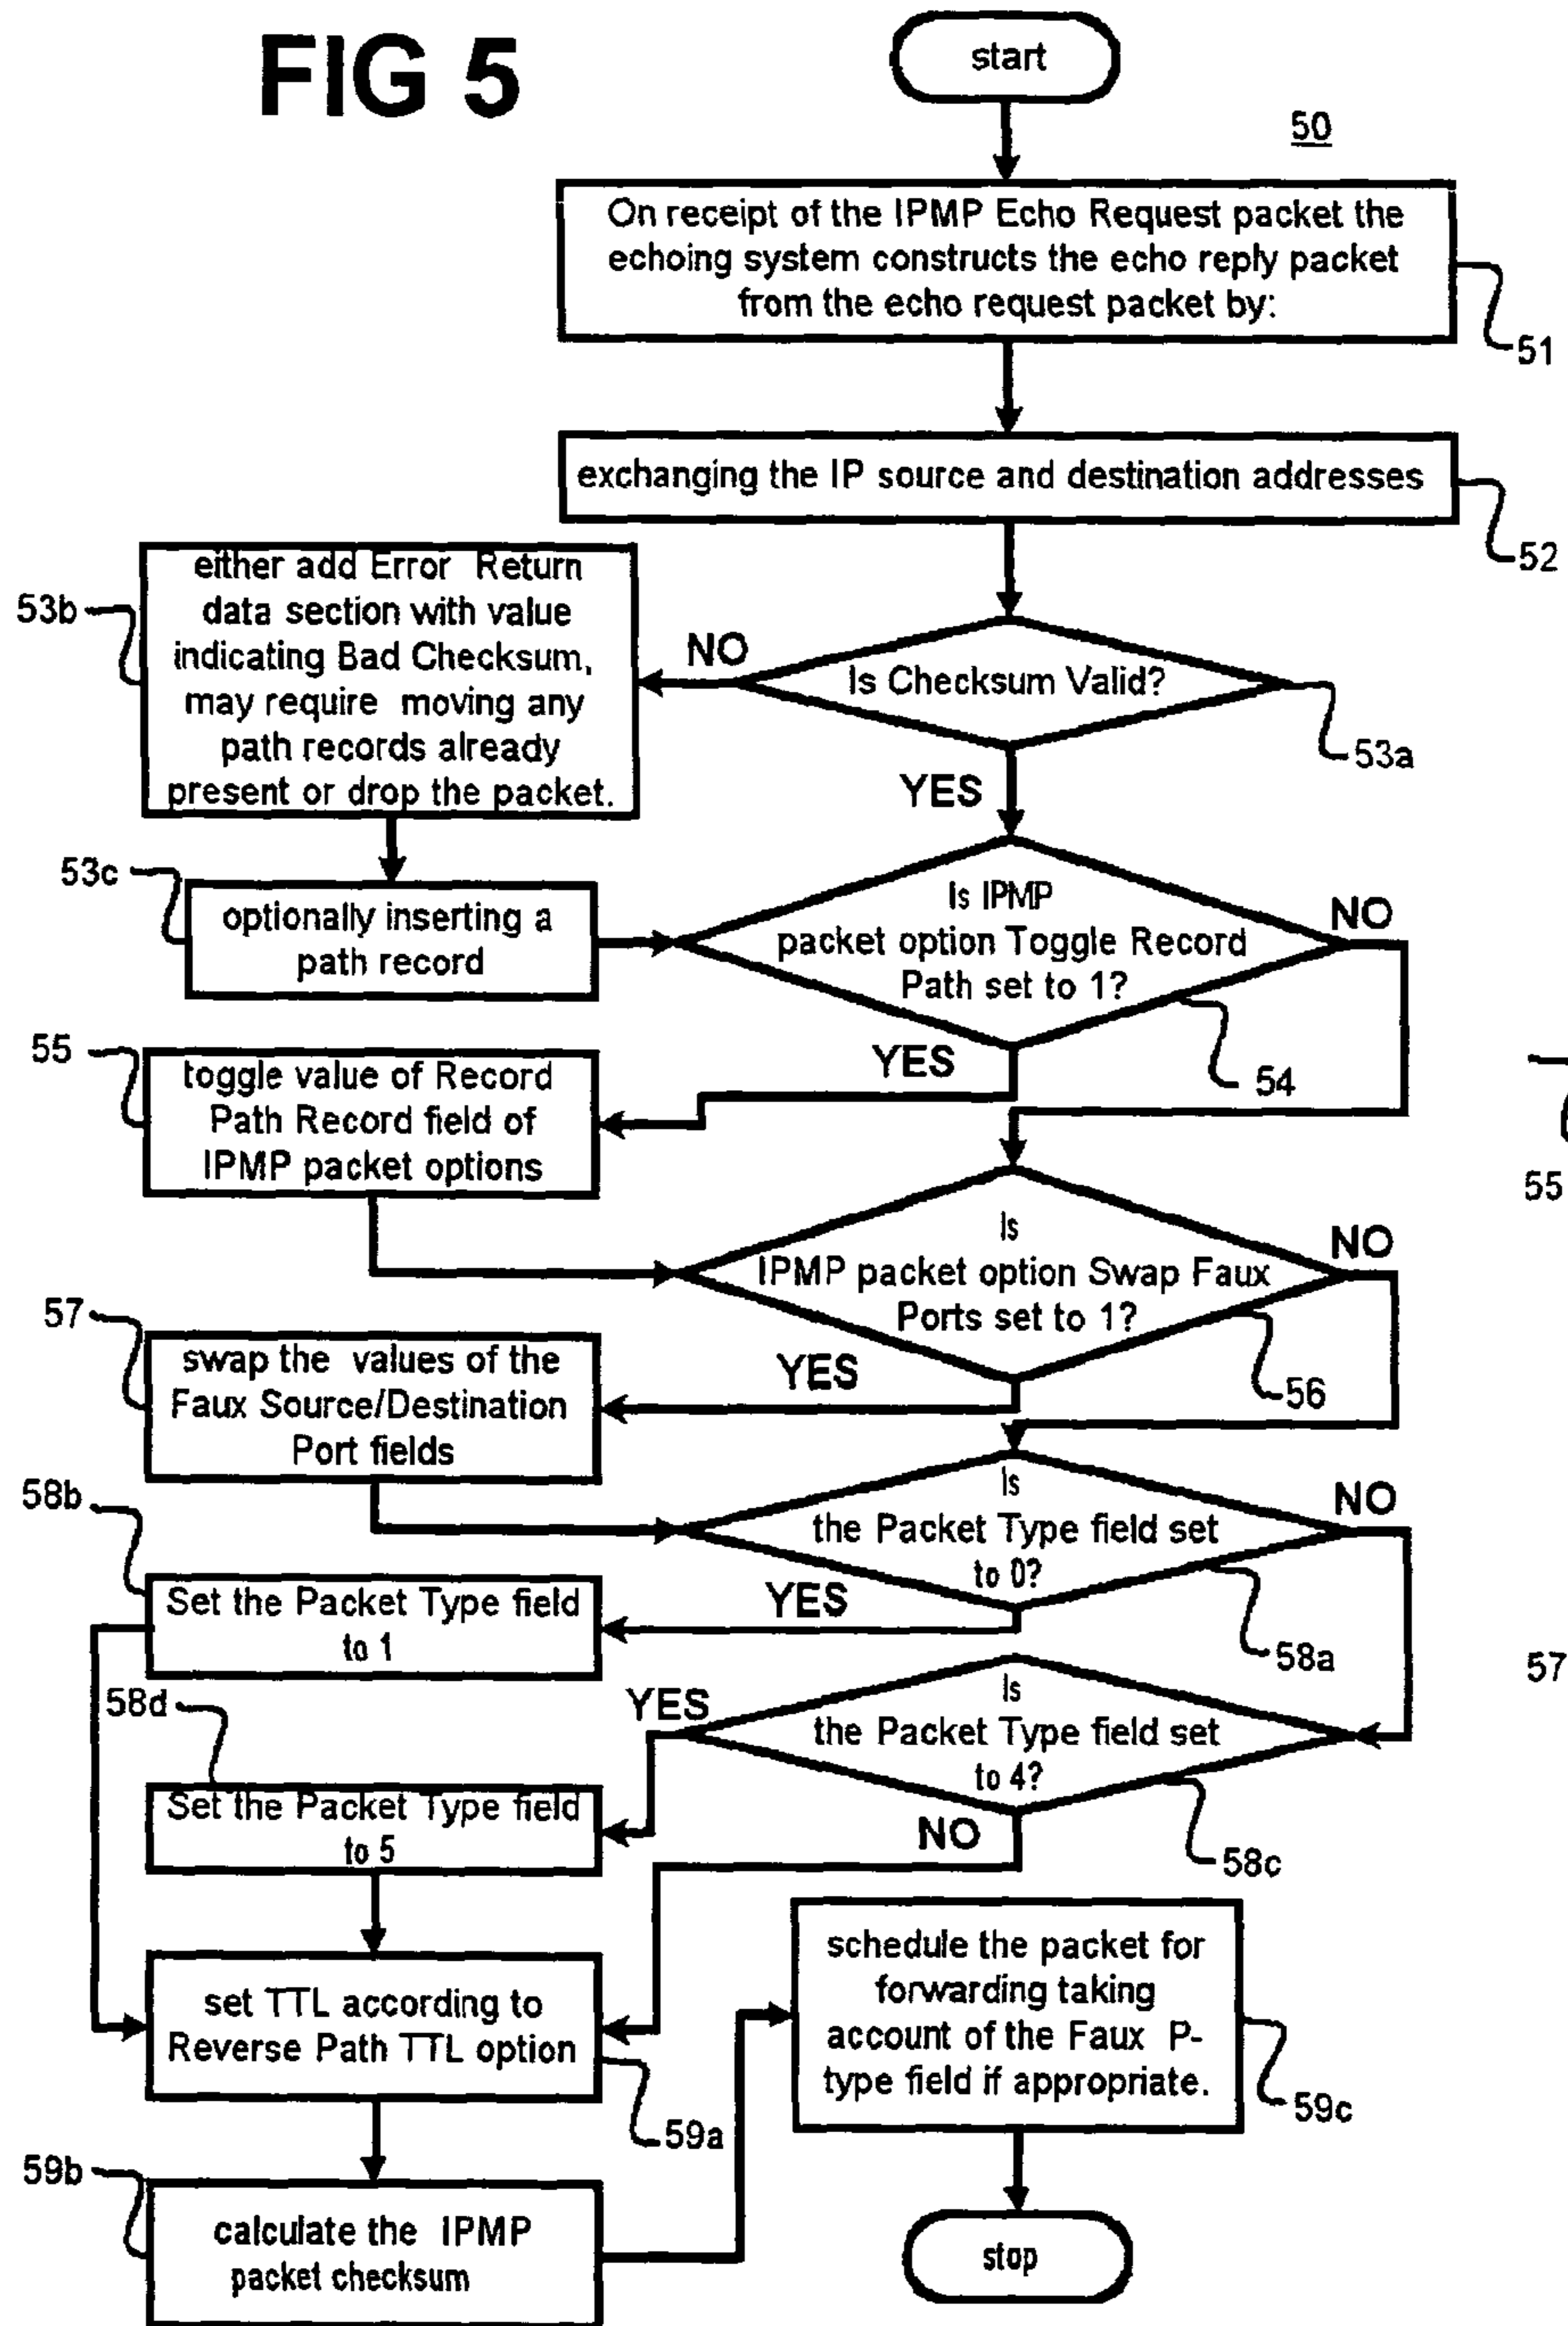 FIG 5
start
50
On receipt of the IPMP Echo Request packet the
echoing system constructs the echo reply packet
from the echo request packet by:
51
exchanging the IP source and destination addresses
52
either add Error Return
data section with value
indicating Bad Checksum,
may require moving any
path records already
present or drop the packet.
53b
NO
Is Checksum Valid?
53a
YES
53c
optionally inserting a
path record
Is IPMP
packet option Toggle Record
Path set to 1?
NO
54
YES
55
toggle value of Record
Path Record field of
IPMP packet options
55
Is
IPMP packet option Swap Faux
Ports set to 1?
NO
56
YES
57
swap the values of the
Faux Source/Destination
Port fields
Is
the Packet Type field set
to 0?
NO
58a
YES
58b
Set the Packet Type field
to 1
57
Is
the Packet Type field set
to 4?
YES
58c
NO
58d
Set the Packet Type field
to 5
set TTL according to
Reverse Path TTL option
59a
schedule the packet for
forwarding taking
account of the Faux P-
type field if appropriate.
59c
59b
calculate the IPMP
packet checksum
stop